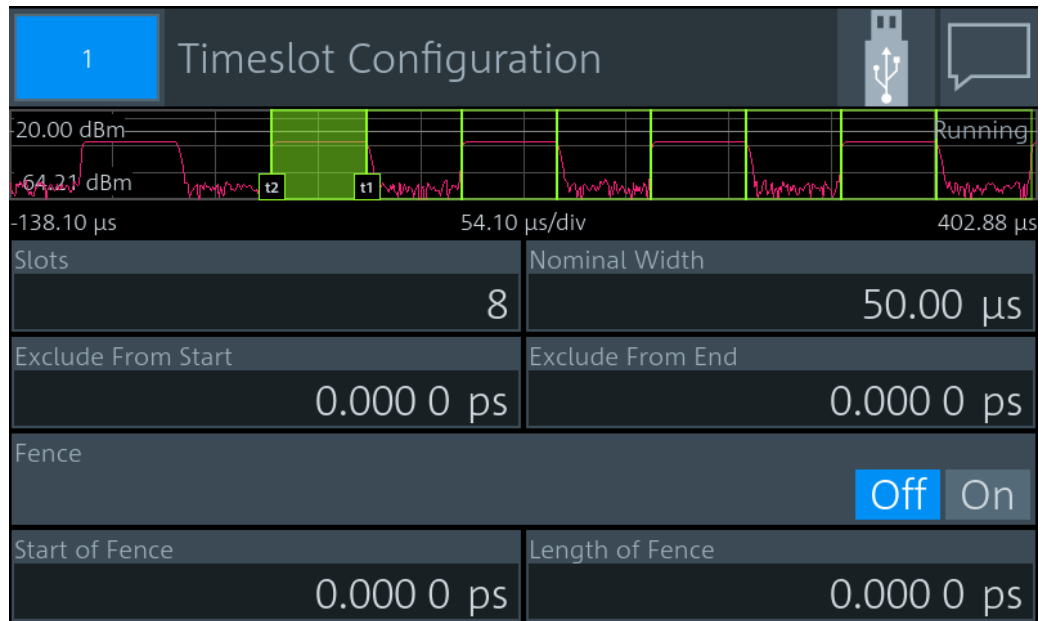 1 Timeslot Configuration
20.00 dBm Running
-64.21 dBm t2 t1
-138.10 µs 54.10 µs/div 402.88 µs
Slots Nominal Width
8 50.00 µs
Exclude From Start Exclude From End
0.000 0 ps 0.000 0 ps
Fence
Off On
Start of Fence Length of Fence
0.000 0 ps 0.000 0 ps